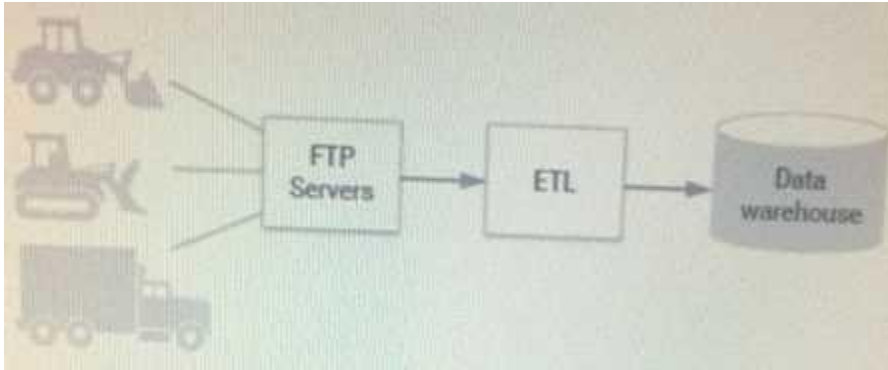 FTP
Servers
ETL
Data
warehouse